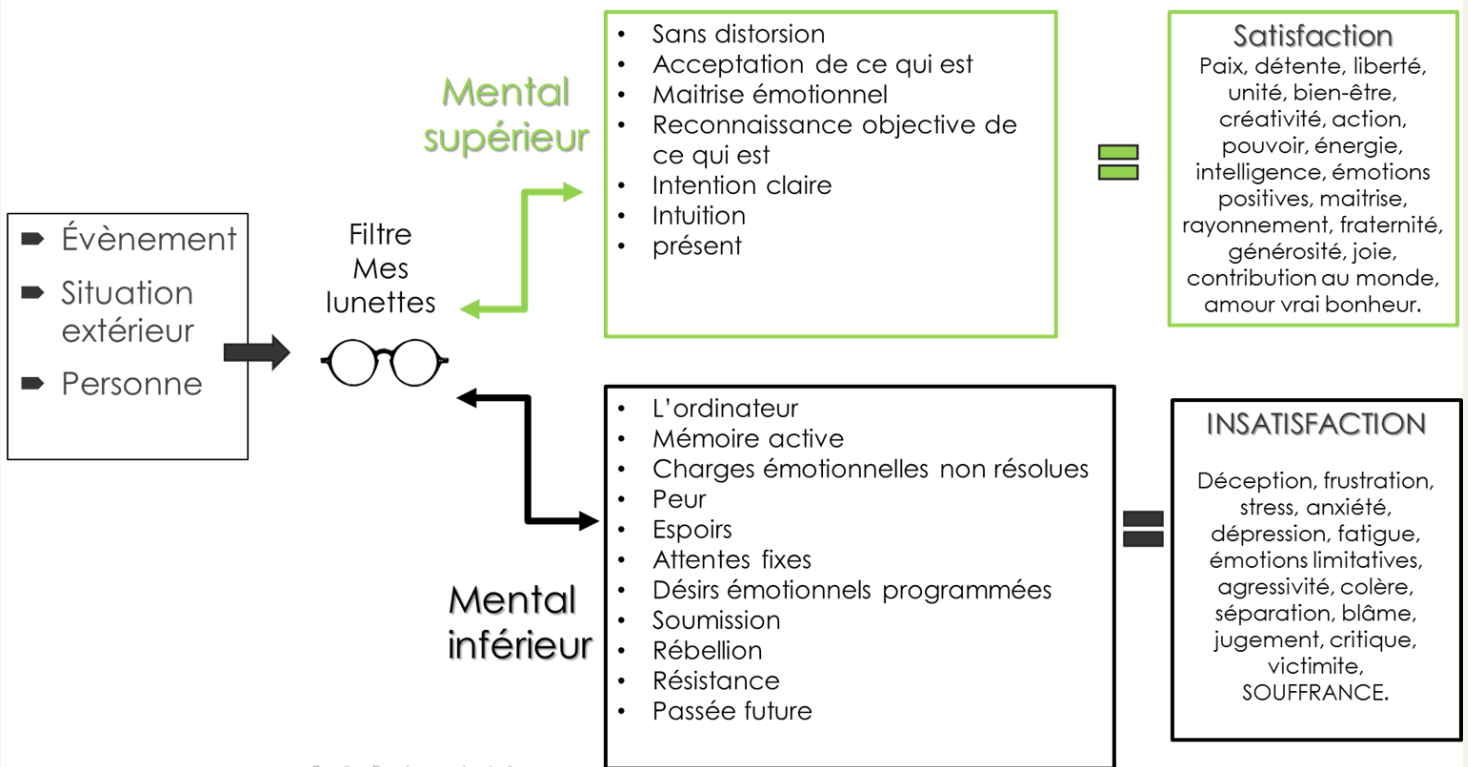 Évènement
Situation
extérieur
Personne
Filtre
Mes
lunettes
Mental
supérieur
• Sans distorsion
• Acceptation de ce qui est
• Maitrise émotionnel
• Reconnaissance objective de
ce qui est
• Intention claire
• Intuition
• présent
Satisfaction
Paix, détente, liberté,
unité, bien-être,
créativité, action,
pouvoir, énergie,
intelligence, émotions
positives, maitrise,
rayonnement, fraternité,
générosité, joie,
contribution au monde,
amour vrai bonheur.
Mental
inférieur
• L'ordinateur
• Mémoire active
• Charges émotionnelles non résolues
• Peur
• Espoirs
• Attentes fixes
• Désirs émotionnels programmées
• Soumission
• Rébellion
• Résistance
• Passée future
INSATISFACTION
Déception, frustration,
stress, anxiété,
dépression, fatigue,
émotions limitatives,
agressivité, colère,
séparation, blâme,
jugement, critique,
victimite,
SOUFFRANCE.